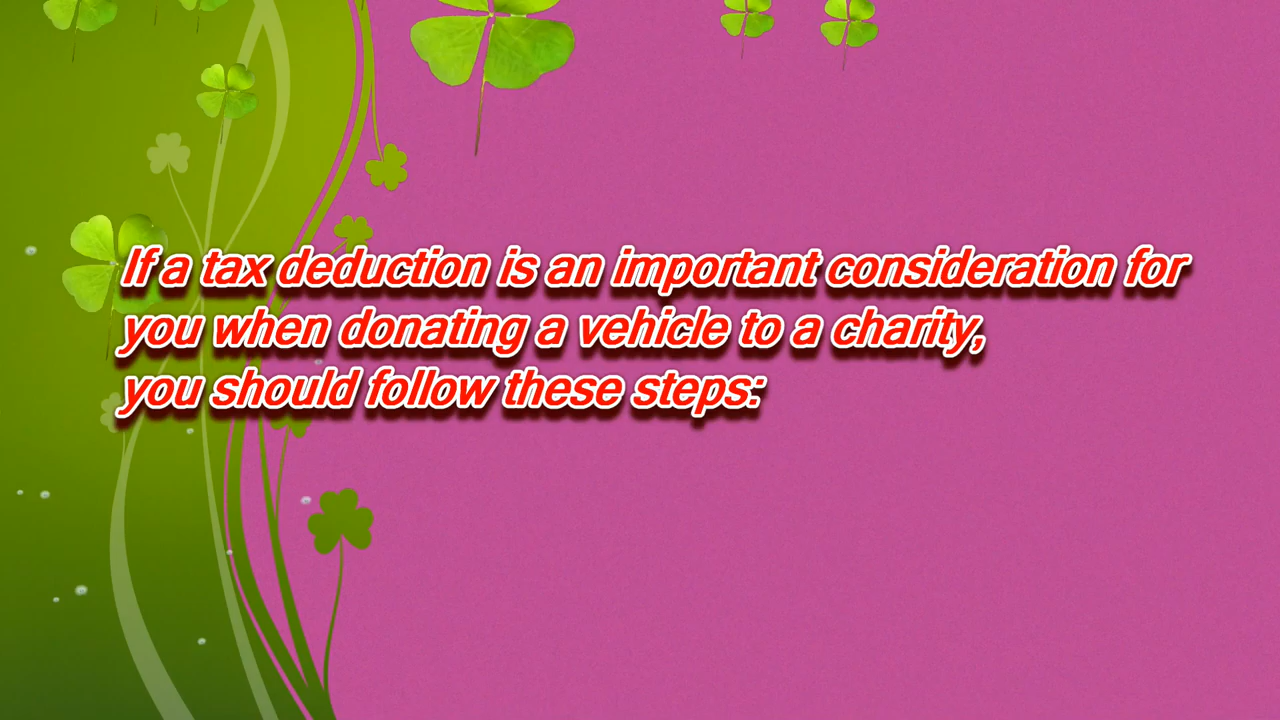 If a tax deduction is an important consideration for
you when donating a vehicle to a charity,
you should follow these steps: